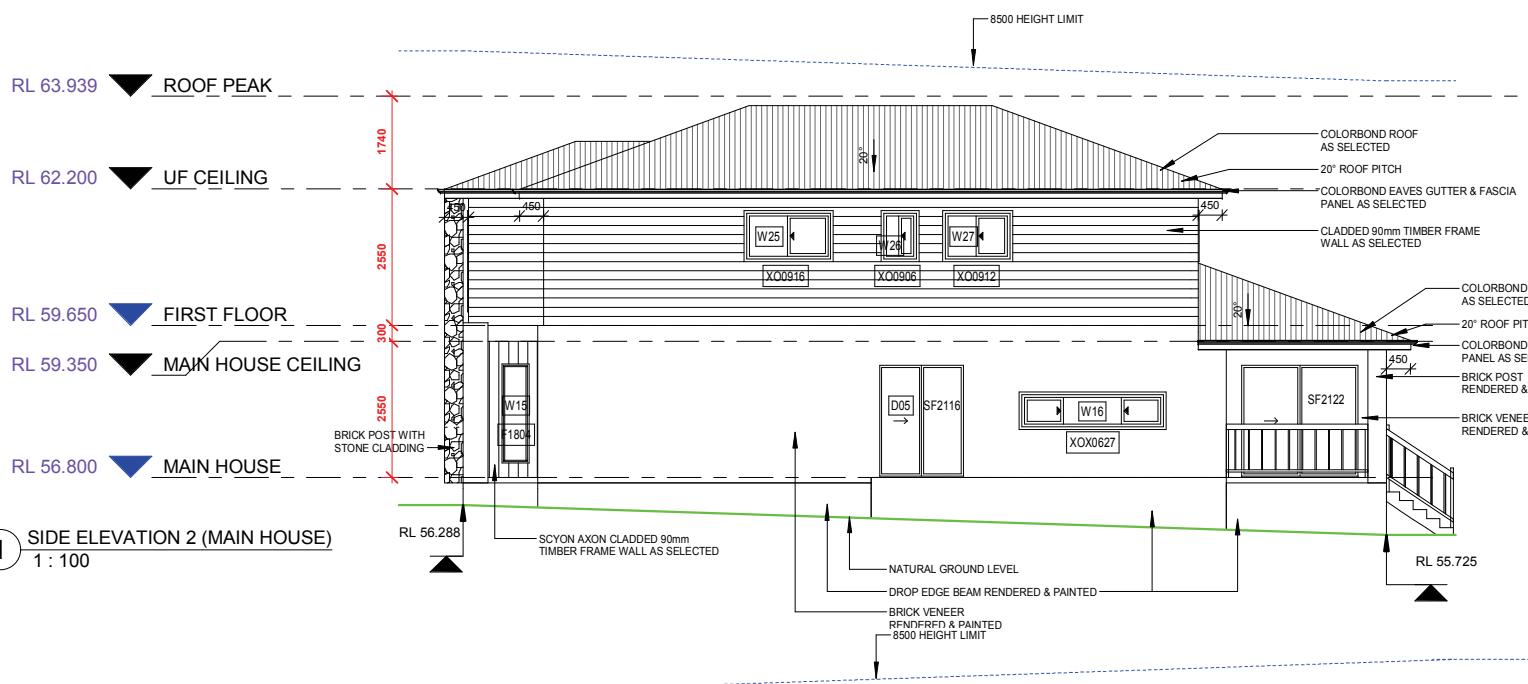 8500 HEIGHT LIMIT
RL 63.939 ROOF PEAK
1740
20°
COLORBOND ROOF
AS SELECTED
20° ROOF PITCH
RL 62.200 UF CEILING
COLORBOND EAVES GUTTER & FASCIA
PANEL AS SELECTED
450 450 450
CLADDED 90mm TIMBER FRAME
WALL AS SELECTED
W25 W26 W27
2550
XO0916 XO0906 XO0912
COLORBOND
AS SELECTED
RL 59.650 FIRST FLOOR
20°
20° ROOF PIT
300
COLORBOND
PANEL AS SE
RL 59.350 MAIN HOUSE CEILING
450
BRICK POST
RENDERED &
2550
W15 D05 SF2116 W16 SF2122
BRICK VENEE
RENDERED &
F1804 XOX0627
BRICK POST WITH
STONE CLADDING
RL 56.800 MAIN HOUSE
1 SIDE ELEVATION 2 (MAIN HOUSE)
1 : 100
RL 56.288
SCYON AXON CLADDED 90mm
TIMBER FRAME WALL AS SELECTED
NATURAL GROUND LEVEL
RL 55.725
DROP EDGE BEAM RENDERED & PAINTED
BRICK VENEER
RENDERED & PAINTED
8500 HEIGHT LIMIT